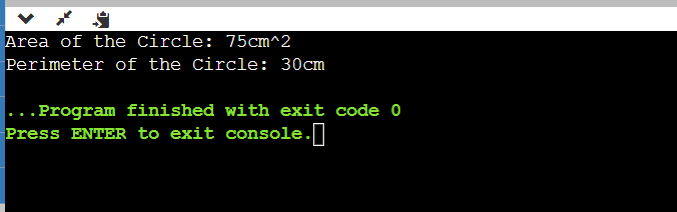 Area of the Circle: 75cm^2
Perimeter of the Circle: 30cm
...Program finished with exit code 0
Press ENTER to exit console.